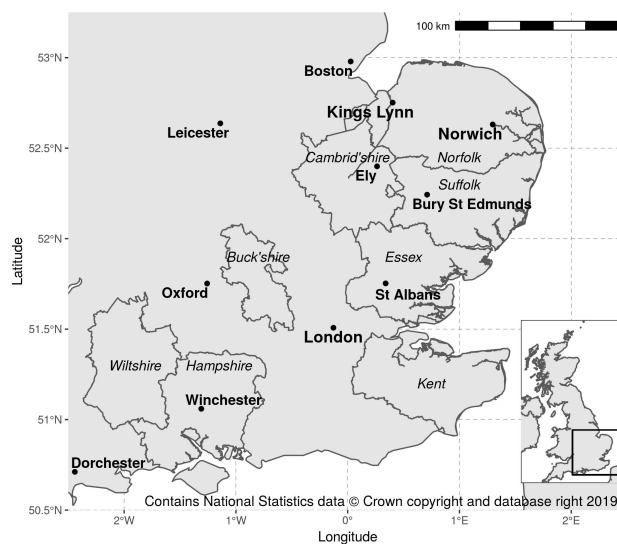 53°N
100 km
Boston
Kings Lynn
Leicester
Norwich
52.5°N
Cambrid'shire
Norfolk
Ely
Suffolk
Bury St Edmunds
52°N
Buck'shire
Essex
Latitude
Oxford
St Albans
51.5°N
London
Wiltshire
Hampshire
Kent
Winchester
51°N
Dorchester
Contains National Statistics data © Crown copyright and database right 2019
50.5°N
2°W
1°W
0°
1°E
2°E
Longitude